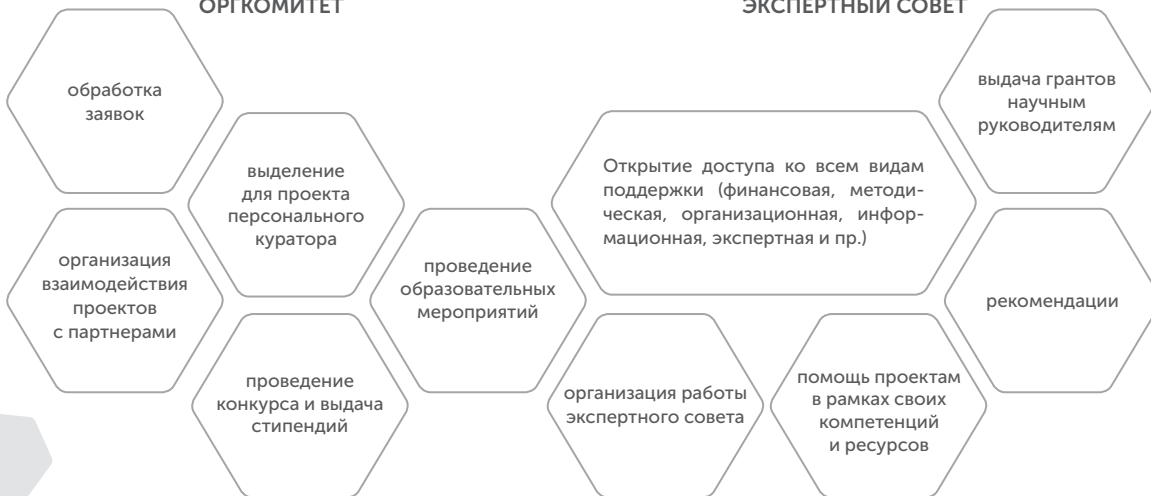 ОРГКОМИТЕТ
ЭКСПЕРТНЫЙ СОВЕТ
обработка
заявок
выделение
для проекта
персонального
куратора
организация
взаимодействия
проектов
с партнерами
проведение
образовательных
мероприятий
проведение
конкурса и выдача
стипендий
организация работы
экспертного совета
Открытие доступа ко всем видам
поддержки (финансовая, методи-
ческая, организационная, инфор-
мационная, экспертная и пр.)
выдача грантов
научным
руководителям
рекомендации
помощь проектам
в рамках своих
компетенций
и ресурсов